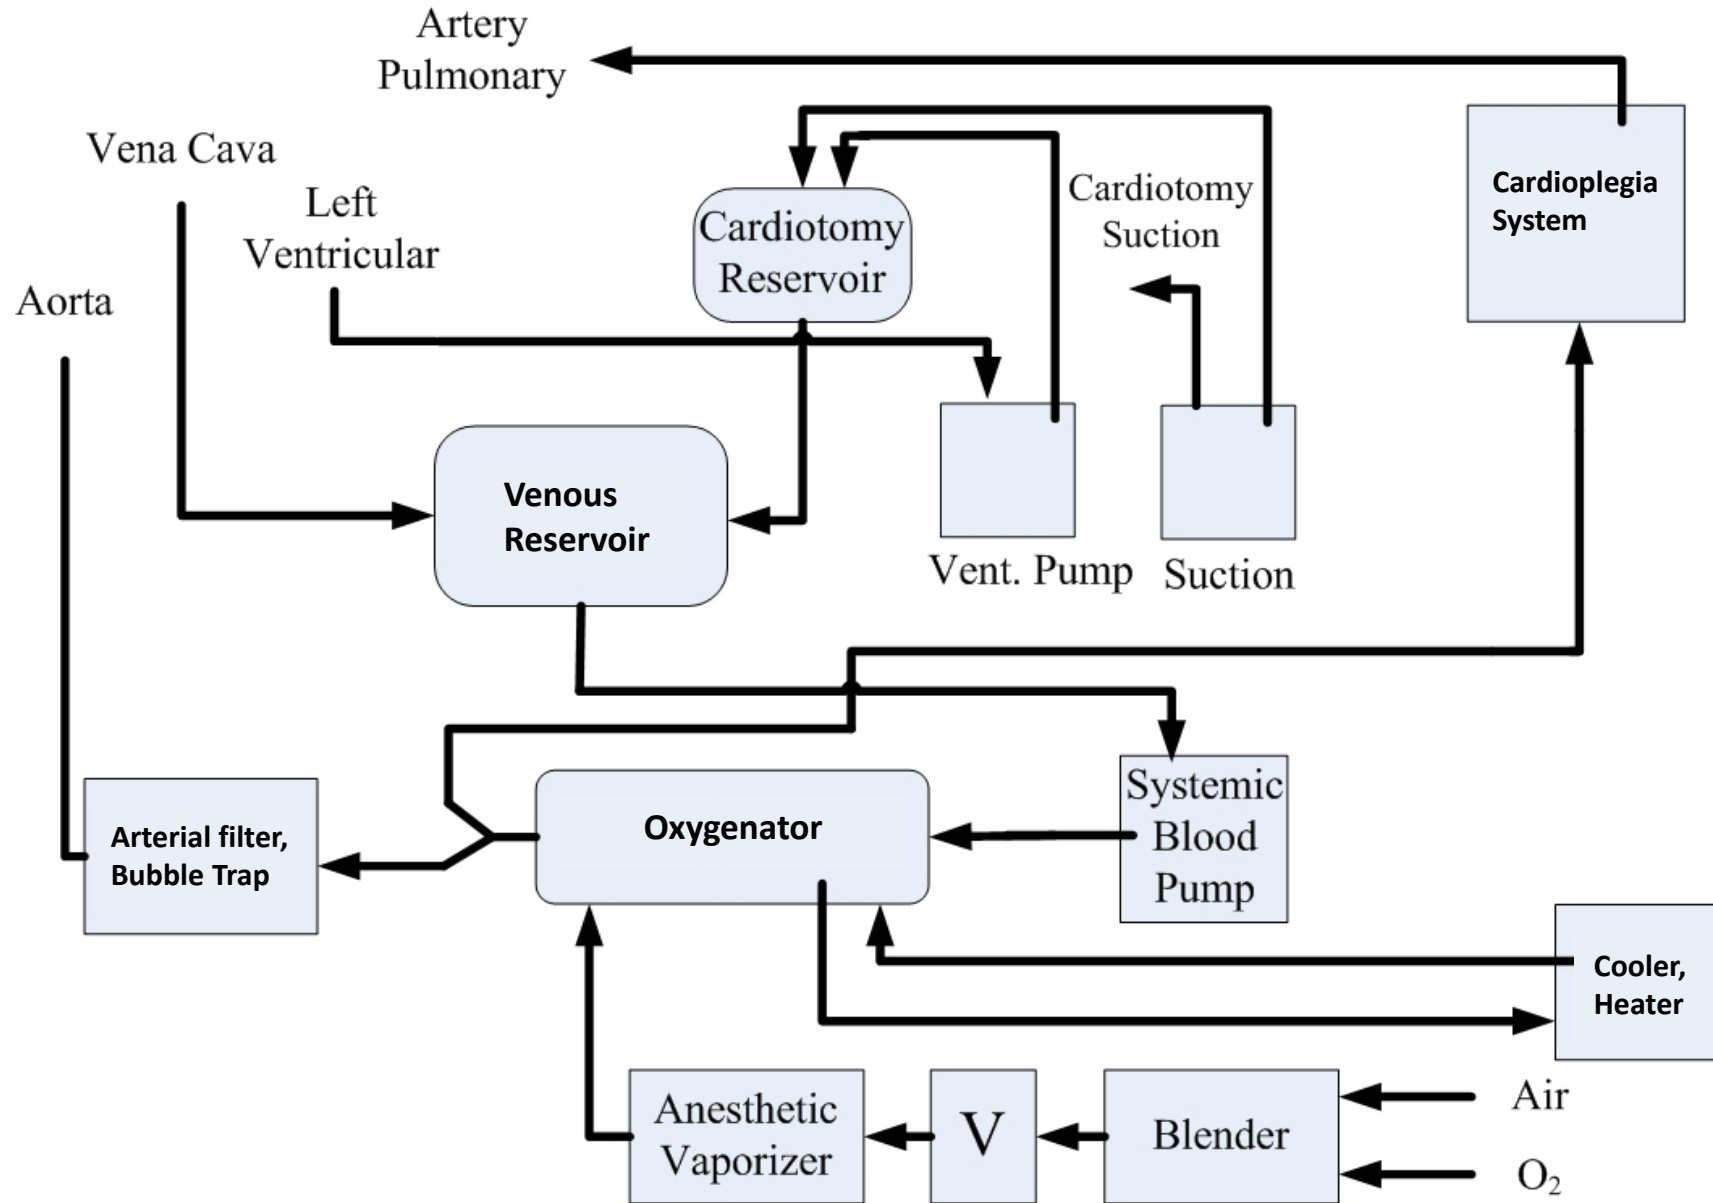 Artery
Pulmonary
Vena Cava
Left
Ventricular
Aorta
Cardiotomy
Reservoir
Cardiotomy
Suction
Cardioplegia
System
Venous
Reservoir
Vent. Pump
Suction
Systemic
Blood
Pump
Oxygenator
Arterial filter,
Bubble Trap
Cooler,
Heater
Anesthetic
Vaporizer
V
Blender
Air
O₂